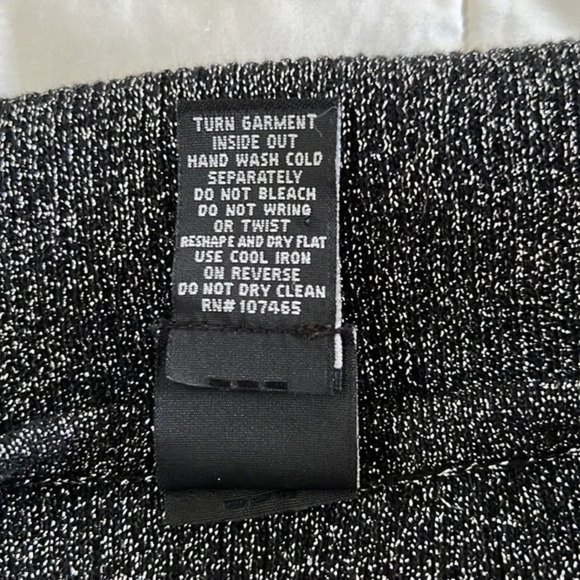 TURN GARMENT
INSIDE OUT
HAND WASH COLD
SEPARATELY
DO NOT BLEACH
DO NOT WRING
OR TWIST
RESHAPE AND DRY FLAT
USE COOL IRON
ON REVERSE
DO NOT DRY CLEAN
RN# 107465